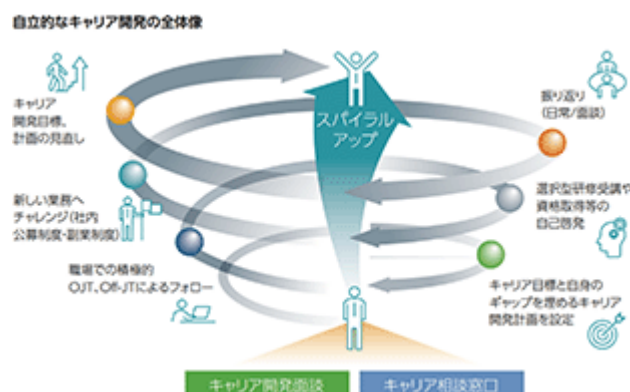 自立的なキャリア開発の全体像
キャリア
開発目標、
計画の見直し
スパイラル
アップ
振り返り
(日常/面談)
新しい業務へ
チャレンジ(社内
公募制度・副業制度)
選択型研修受講や
資格取得等の
自己啓発
職場での積極的
OJT、Off-JTによるフォロー
キャリア目標と自身の
ギャップを埋めるキャリア
開発計画を設定
キャリア開発面談
キャリア相談窓口